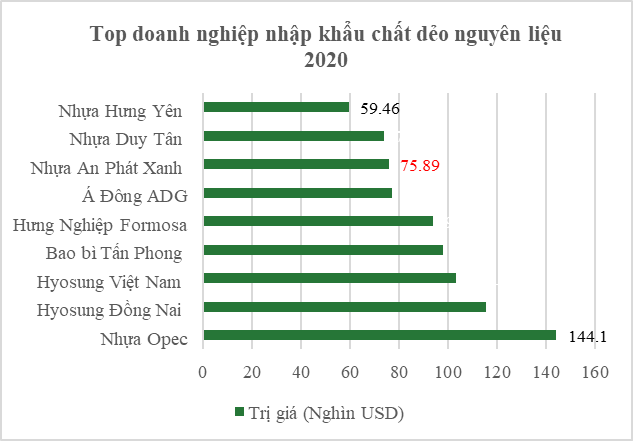 Top doanh nghiệp nhập khẩu chất dẻo nguyên liệu
2020
Nhựa Hưng Yên
59.46
Nhựa Duy Tân
Nhựa An Phát Xanh
75.89
Á Đông ADG
Hưng Nghiệp Formosa
Bao bì Tấn Phong
Hyosung Việt Nam
Hyosung Đồng Nai
Nhựa Opec
144.1
0 20 40 60 80 100 120 140 160
Trị giá (Nghìn USD)